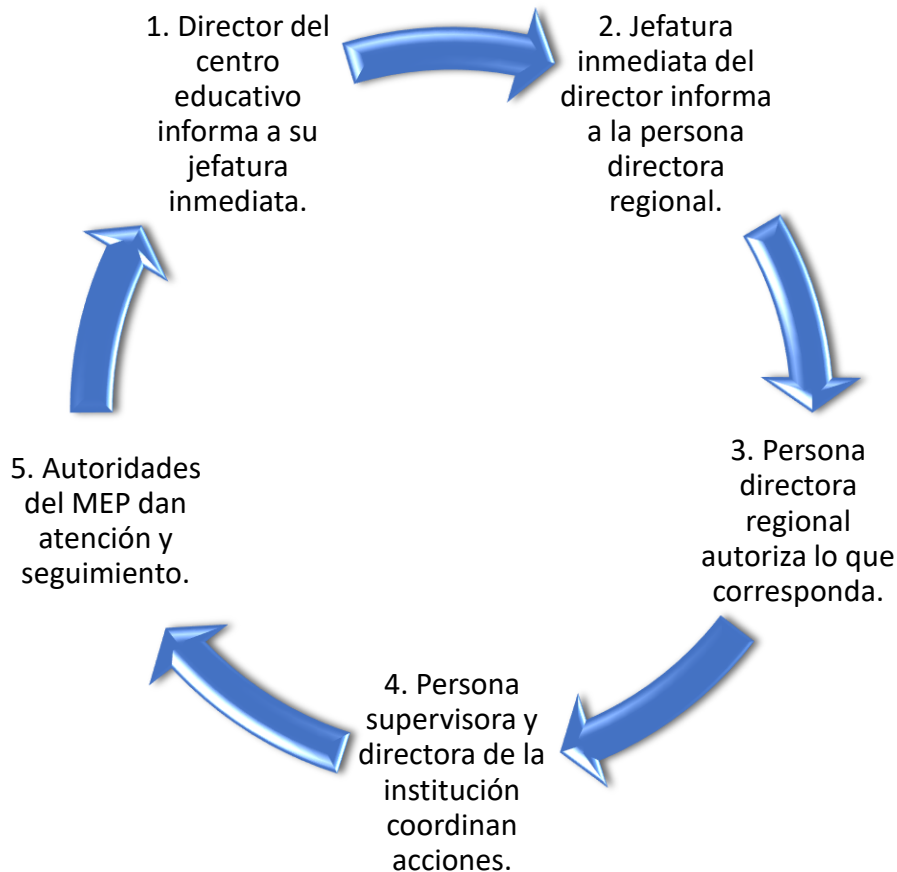 1. Director del
centro
educativo
informa a su
jefatura
inmediata.
2. Jefatura
inmediata del
director informa
a la persona
directora
regional.
3. Persona
directora
regional
autoriza lo que
corresponda.
4. Persona
supervisora y
directora de la
institución
coordinan
acciones.
5. Autoridades
del MEP dan
atención y
seguimiento.